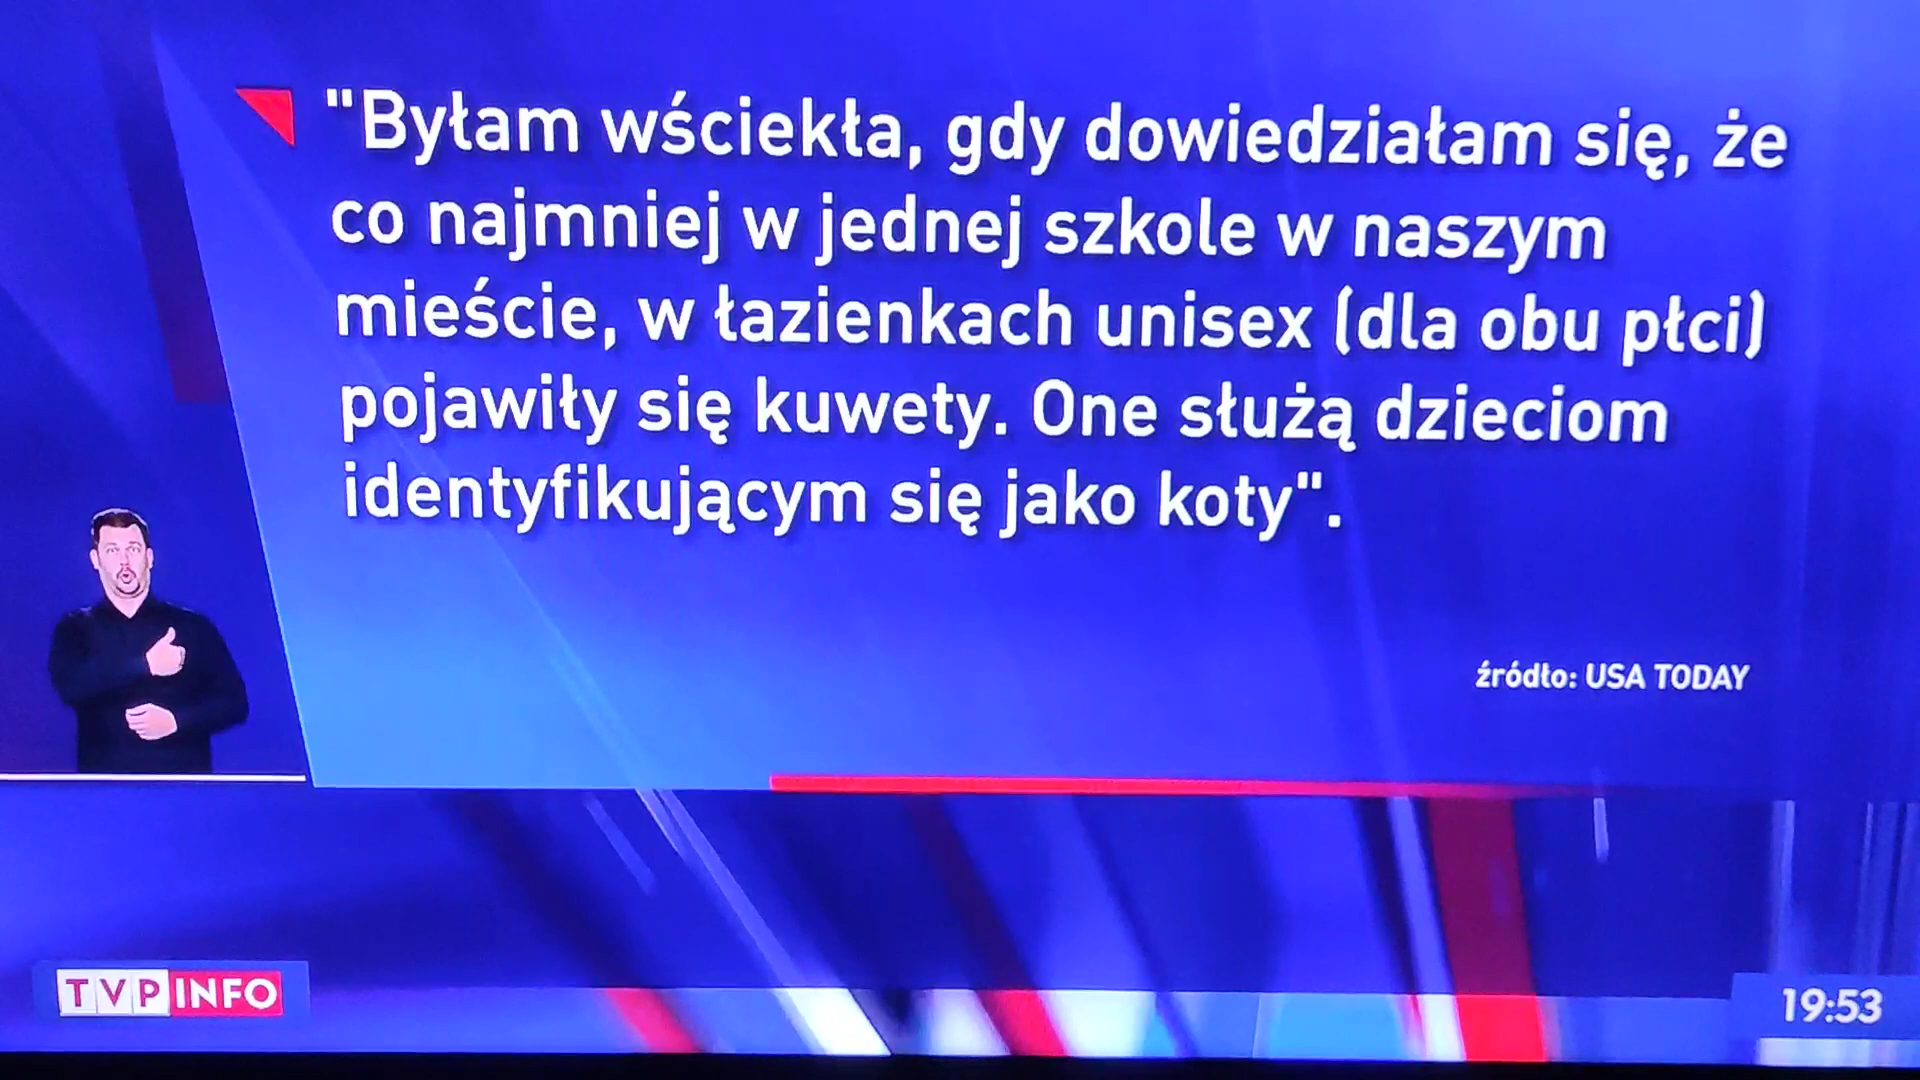 "Byłam wściekła, gdy dowiedziałam się, że
co najmniej w jednej szkole w naszym
mieście, w łazienkach unisex (dla obu płci)
pojawiły się kuwety. One służą dzieciom
identyfikującym się jako koty".
źródło: USA TODAY
TVP INFO
19:53